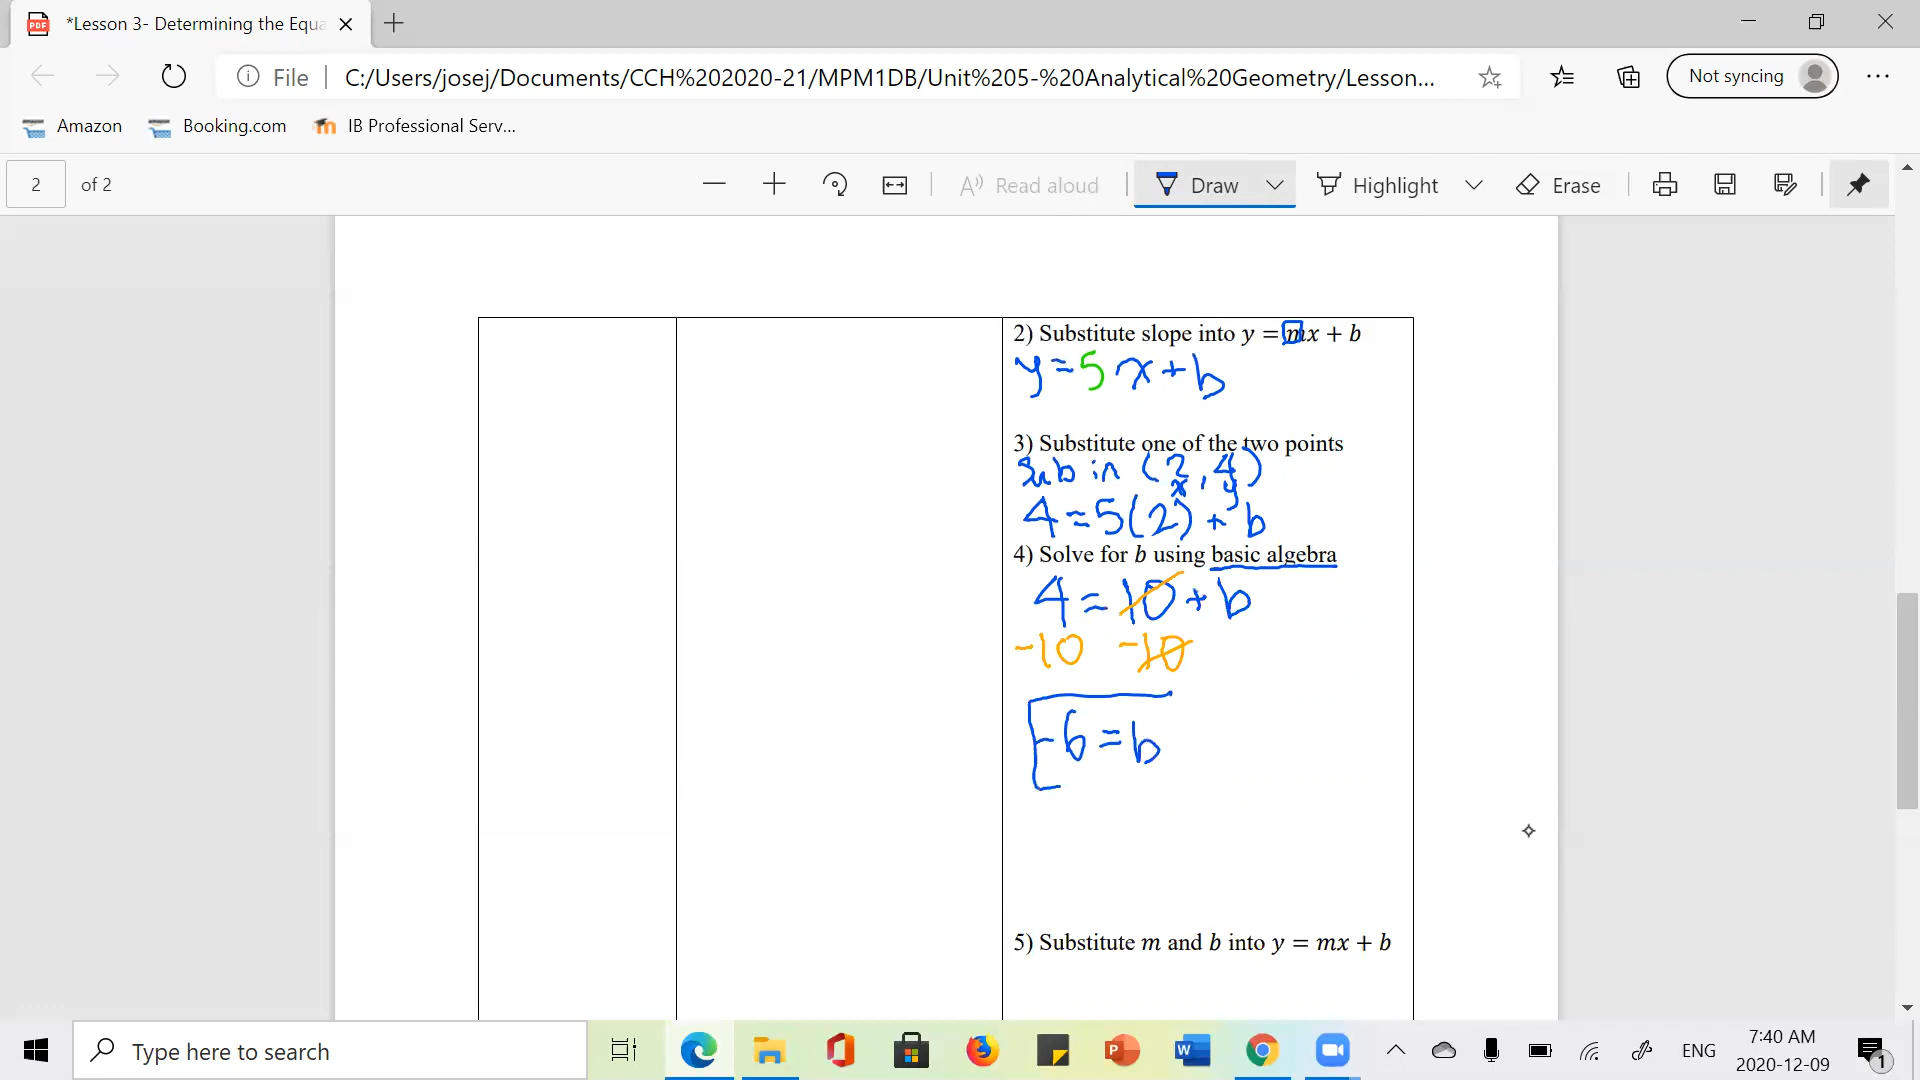 *Lesson 3- Determining the Equa
File
C:/Users/josej/Documents/CCH%202020-21/MPM1DB/Unit%205-%20Analytical%20Geometry/Lesson...
Not syncing
Amazon
Booking.com
IB Professional Serv...
2 of 2
Read aloud
Draw
Highlight
Erase
2) Substitute slope into y = mx + b
y = 5x + b
3) Substitute one of the two points
Sub in (2, 4)
x y
4 = 5(2) + b
4) Solve for b using basic algebra
4 = 10 + b
-10 -10
-6 = b
5) Substitute m and b into y = mx + b
Type here to search
ENG
7:40 AM
2020-12-09
1